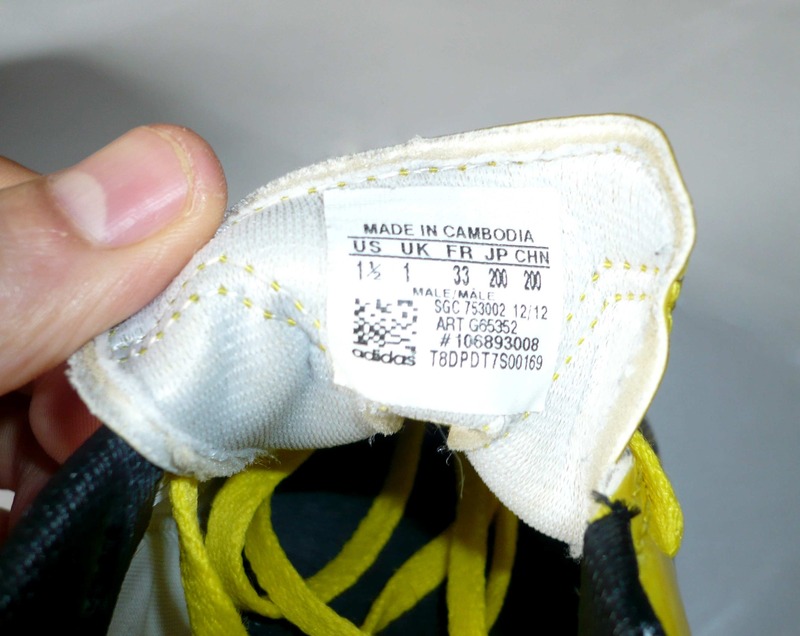 MADE IN CAMBODIA
US UK FR JP CHN
1½ 1 33 200 200
MALE/MÂLE
SGC 753002 12/12
ART G65352
#106893008
adidas T8DPDT7S00169